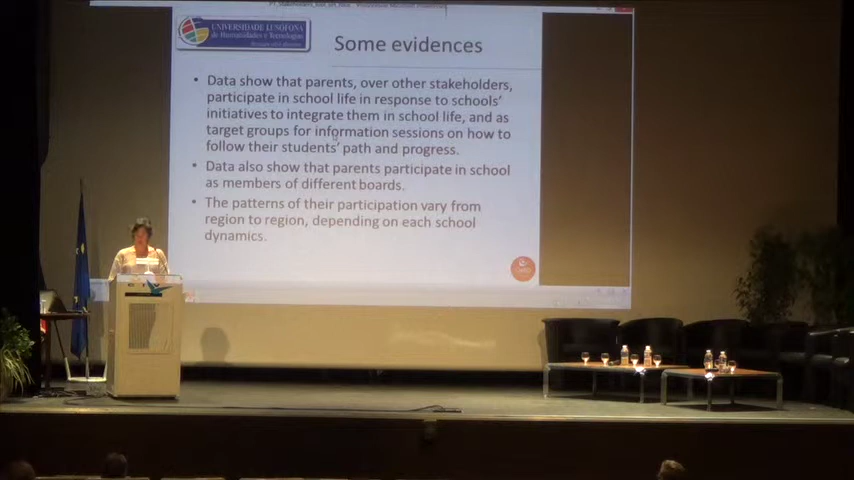 UNIVERSIDADE LUSÓFONA
de Humanidades e Tecnologias
Some evidences
• Data show that parents, over other stakeholders,
participate in school life in response to schools'
initiatives to integrate them in school life, and as
target groups for information sessions on how to
follow their students' path and progress.
• Data also show that parents participate in school
as members of different boards.
• The patterns of their participation vary from
region to region, depending on each school
dynamics.